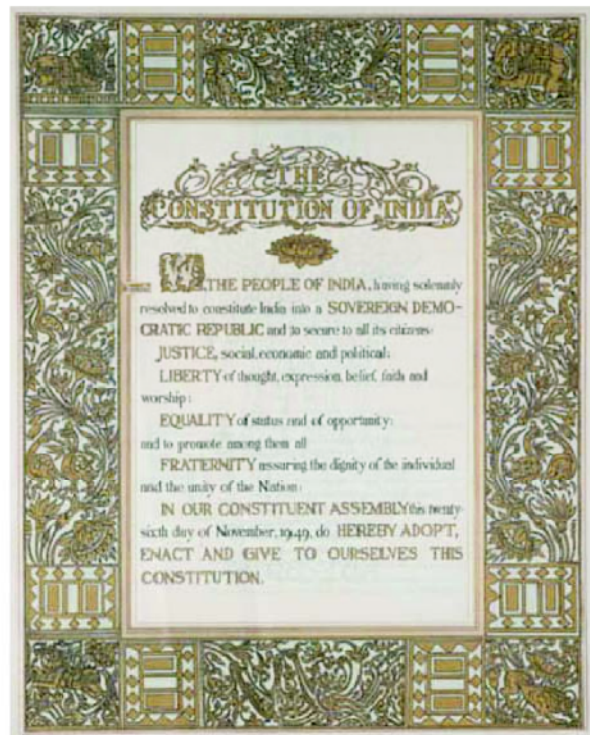 THE
CONSTITUTION OF INDIA
WE, THE PEOPLE OF INDIA, having solemnly
resolved to constitute India into a SOVEREIGN DEMO-
CRATIC REPUBLIC and to secure to all its citizens:
JUSTICE, social, economic and political;
LIBERTY of thought, expression, belief, faith and
worship;
EQUALITY of status and of opportunity;
and to promote among them all
FRATERNITY assuring the dignity of the individual
and the unity of the Nation;
IN OUR CONSTITUENT ASSEMBLY this twenty-
sixth day of November, 1949, do HEREBY ADOPT,
ENACT AND GIVE TO OURSELVES THIS
CONSTITUTION.